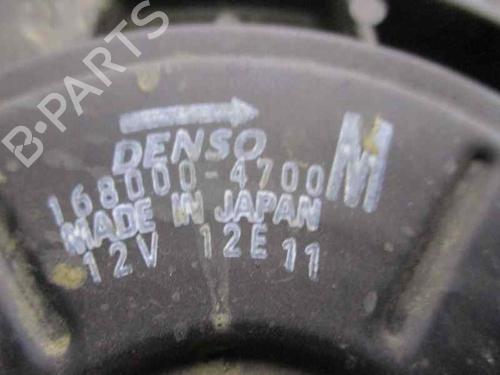 B-PARTS
DENSO
168000-4700
M
MADE IN JAPAN
12V 12E 11